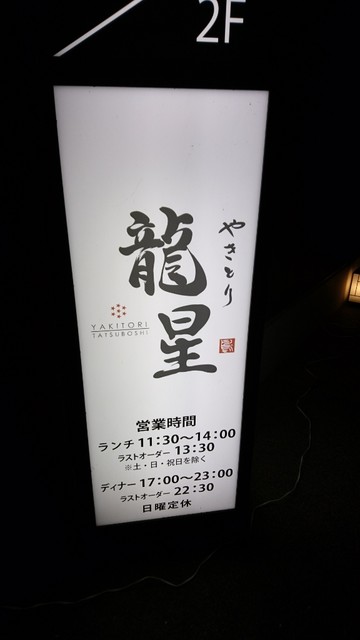 2F
やきとり
龍星
YAKITORI
TATSUBOSHI
営業時間
ランチ 11:30~14:00
ラストオーダー 13:30
※土・日・祝日を除く
ディナー 17:00~23:00
ラストオーダー 22:30
日曜定休